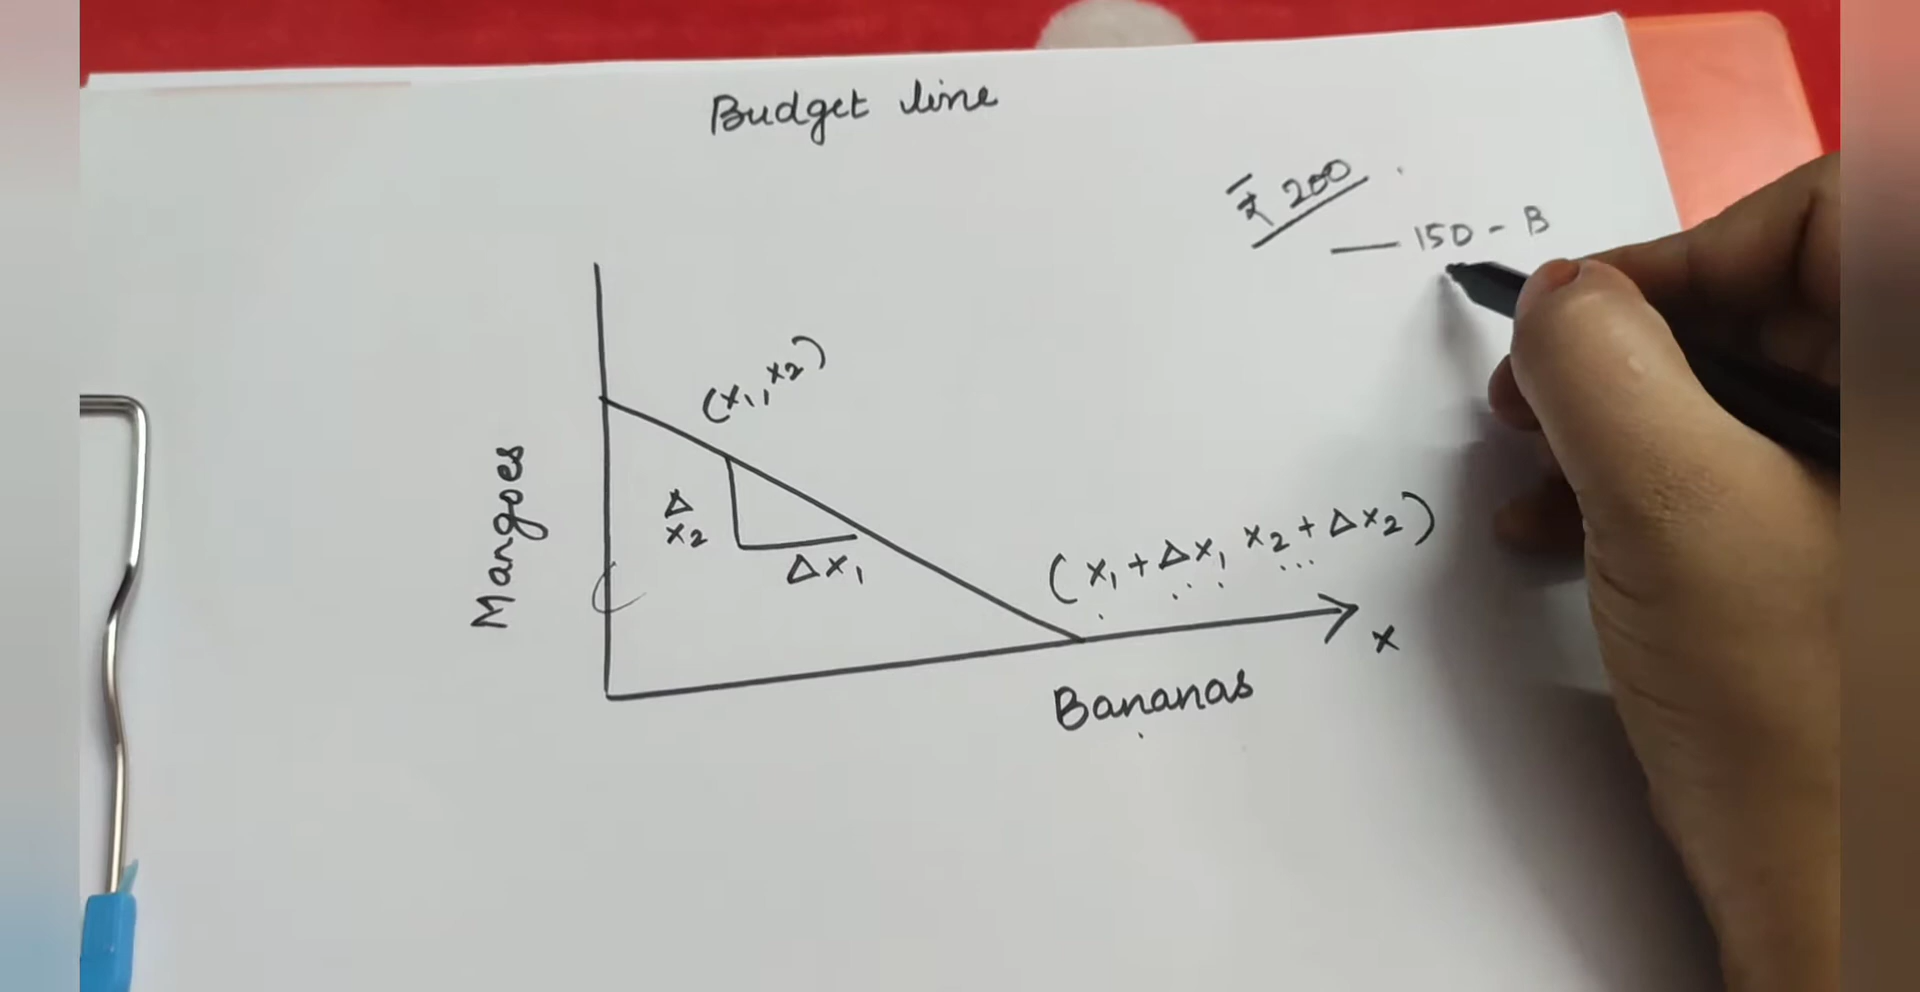 Budget line
₹ 200
— 150 - B
(x₁, x₂)
Mangoes
Δ
x₂
Δx₁
(x₁ + Δx₁ x₂ + Δx₂)
x
Bananas